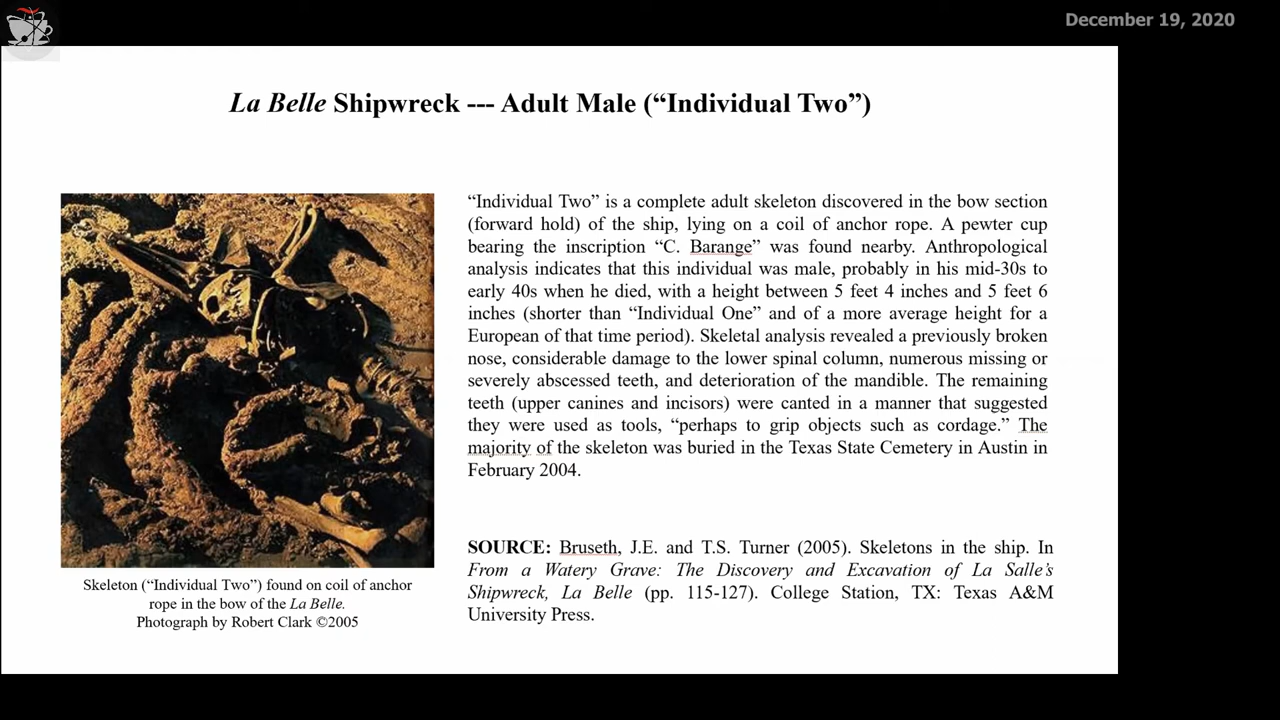 December 19, 2020
La Belle Shipwreck --- Adult Male (“Individual Two”)
“Individual Two” is a complete adult skeleton discovered in the bow section
(forward hold) of the ship, lying on a coil of anchor rope. A pewter cup
bearing the inscription “C. Barange” was found nearby. Anthropological
analysis indicates that this individual was male, probably in his mid-30s to
early 40s when he died, with a height between 5 feet 4 inches and 5 feet 6
inches (shorter than “Individual One” and of a more average height for a
European of that time period). Skeletal analysis revealed a previously broken
nose, considerable damage to the lower spinal column, numerous missing or
severely abscessed teeth, and deterioration of the mandible. The remaining
teeth (upper canines and incisors) were canted in a manner that suggested
they were used as tools, “perhaps to grip objects such as cordage.” The
majority of the skeleton was buried in the Texas State Cemetery in Austin in
February 2004.
SOURCE: Bruseth, J.E. and T.S. Turner (2005). Skeletons in the ship. In
From a Watery Grave: The Discovery and Excavation of La Salle’s
Shipwreck, La Belle (pp. 115-127). College Station, TX: Texas A&M
University Press.
Skeleton (“Individual Two”) found on coil of anchor
rope in the bow of the La Belle.
Photograph by Robert Clark ©2005